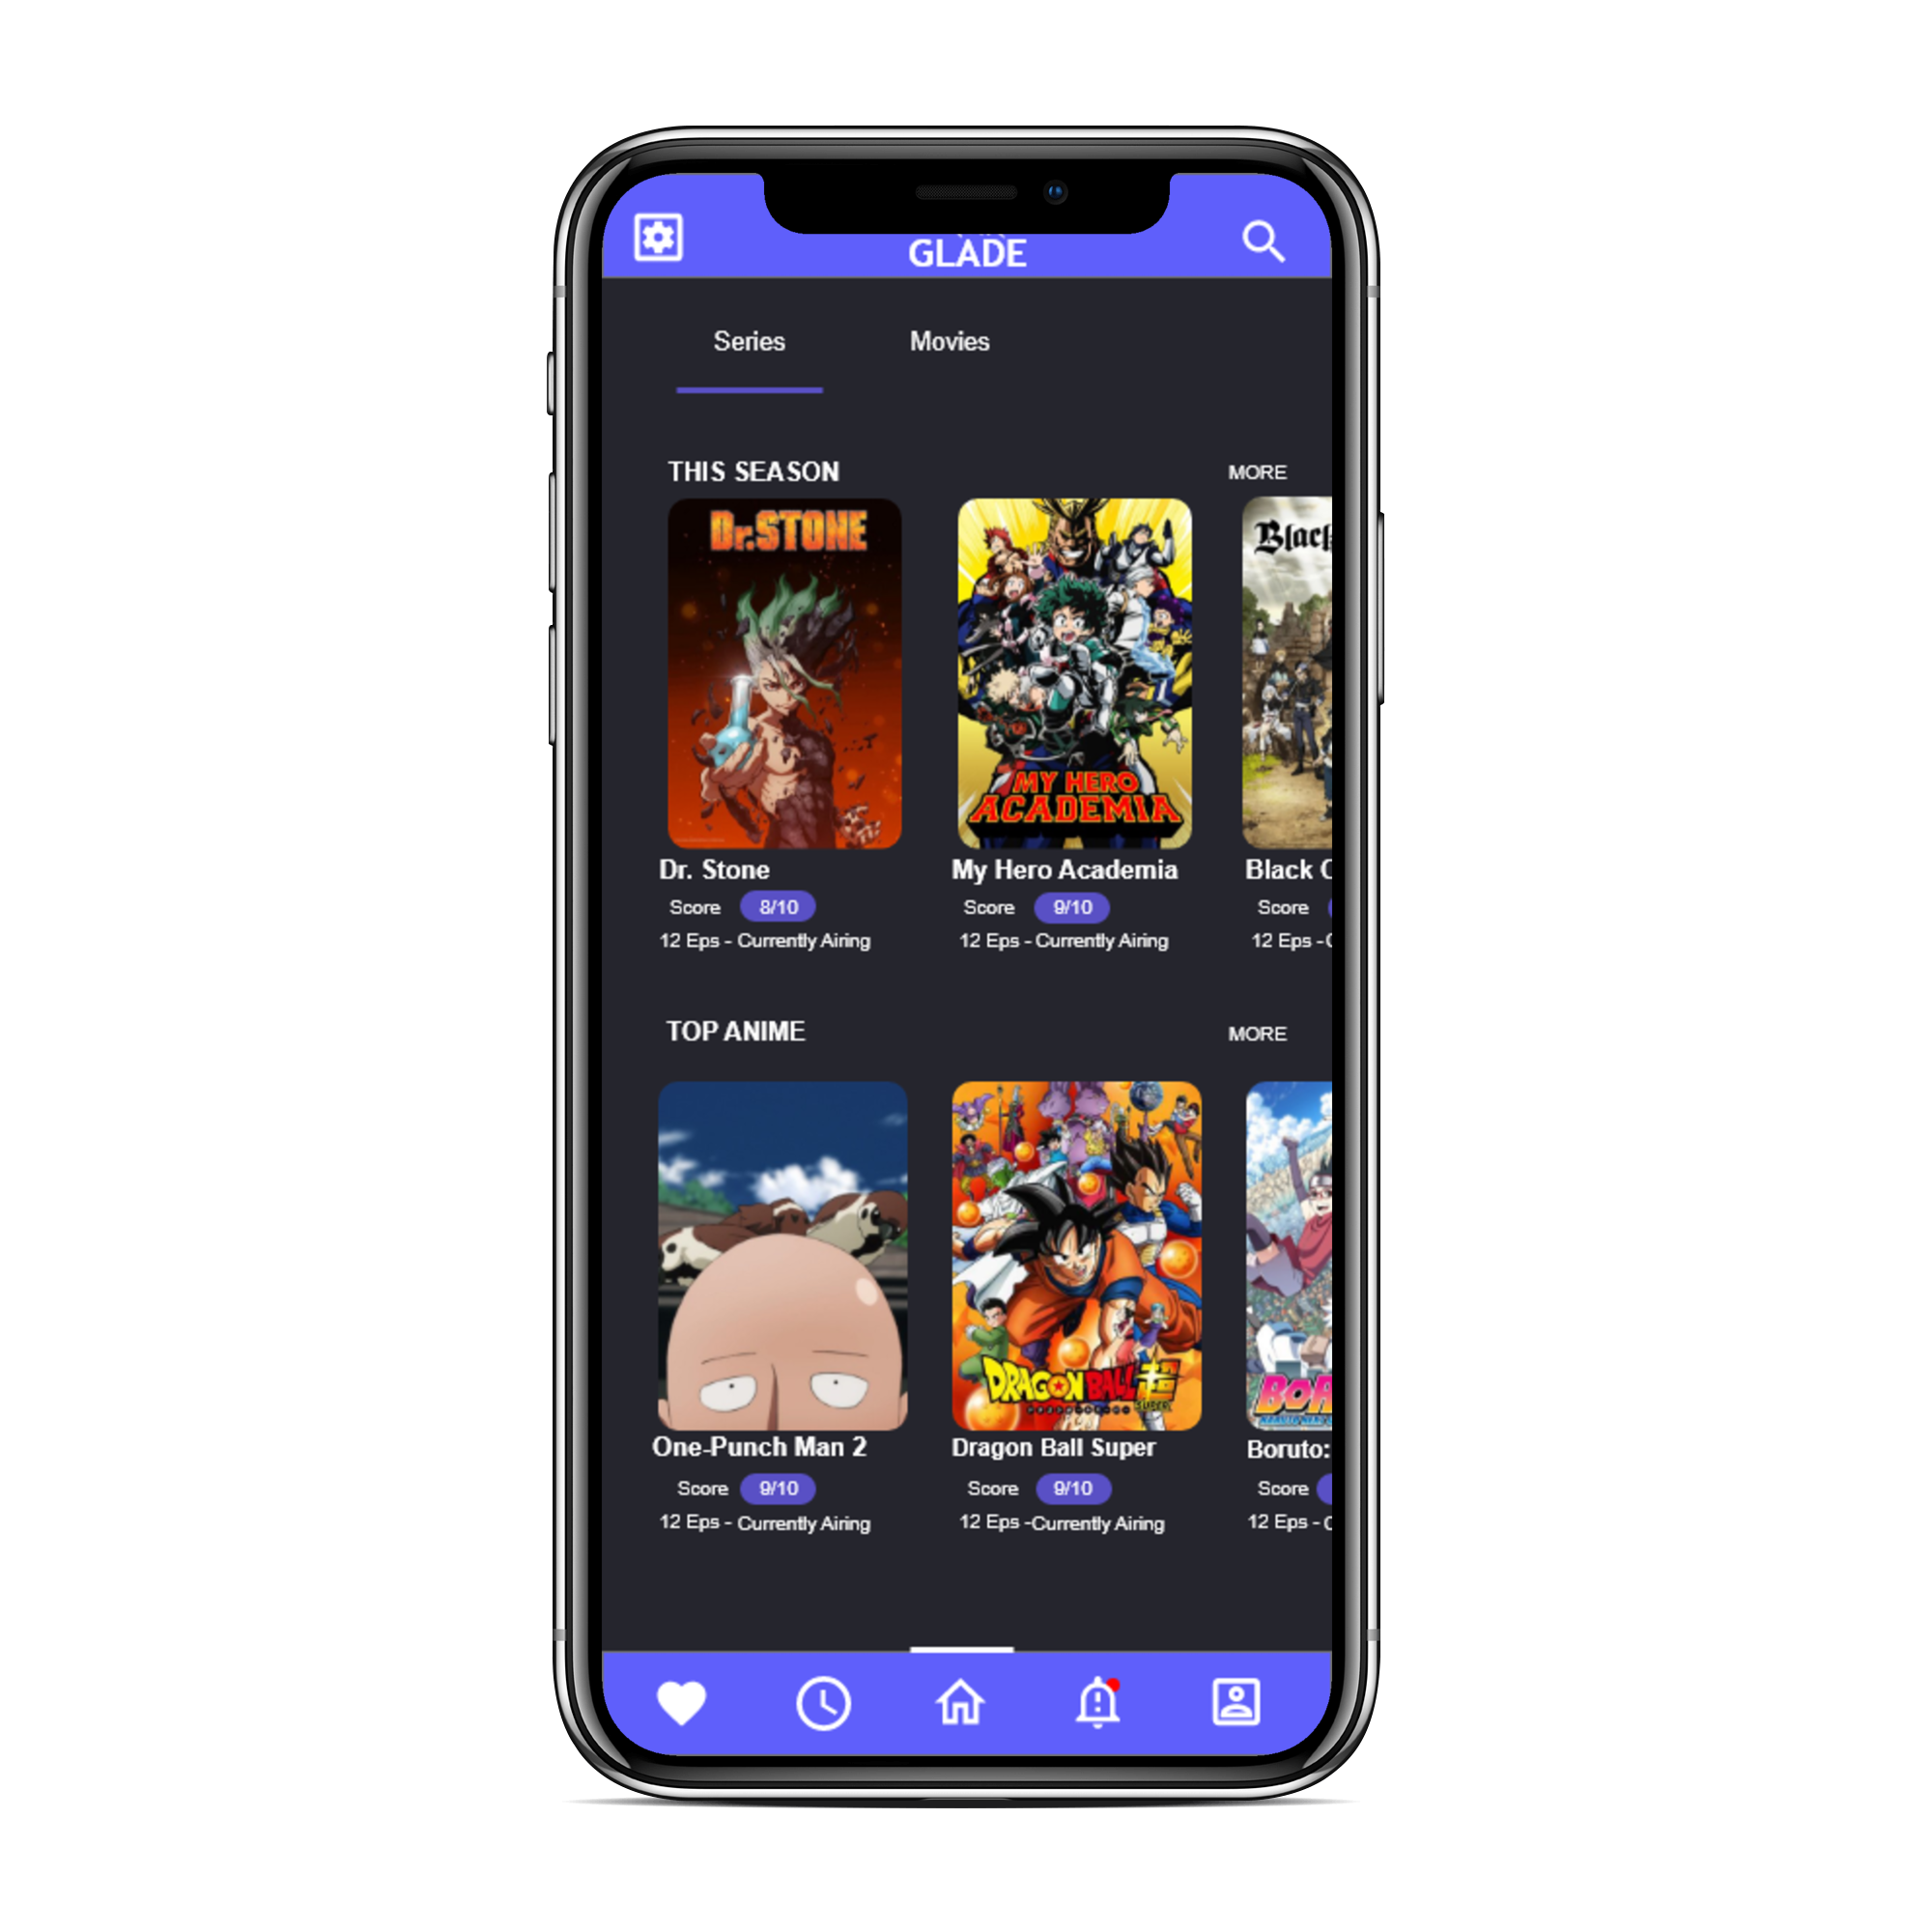 GLADE
Series Movies
THIS SEASON MORE
Dr.STONE
MY HERO
ACADEMIA
Black
Dr. Stone My Hero Academia Black
Score 8/10 Score 9/10 Score
12 Eps - Currently Airing 12 Eps - Currently Airing 12 Eps -
TOP ANIME MORE
DRAGON BALL 超
SUPER
BOR
One-Punch Man 2 Dragon Ball Super Boruto:
Score 9/10 Score 9/10 Score
12 Eps - Currently Airing 12 Eps -Currently Airing 12 Eps -